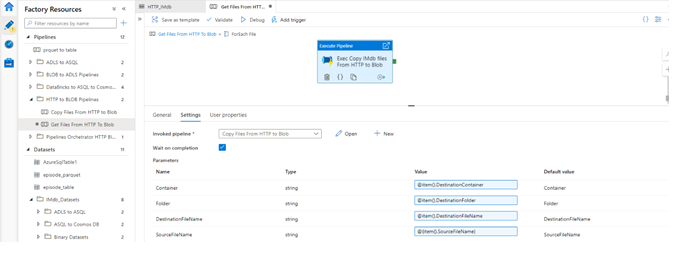 Factory Resources
Filter resources by name
Pipelines 11
prquet to table
ADLS to ASQL 2
BLOB to ADLS Pipelines 2
DataBricks to ASQL to Cosmo... 2
HTTP to BLOB Pipelines 2
Copy Files From HTTP to Blob
Get Files From HTTP To Blob
Pipelines Orchetrator HTTP Bl... 1
Datasets 11
AzureSqlTable1
episode_parquet
episode_table
IMdb_Datasets 8
ADLS to ASQL 2
ASQL to Cosmos DB 2
Binary Datasets 2
HTTP_IMdb
Get Files From HTT...
Save as template Validate Debug Add trigger
Get Files From HTTP To Blob > ForEach File
Execute Pipeline
Exec Copy IMdb files
From HTTP to Blob
General Settings User properties
Invoked pipeline * Copy Files From HTTP to Blob Open New
Wait on completion
Parameters
Name Type Value Default value
Container string @item().DestinationContainer Container
Folder string @item().DestinationFolder Folder
DestinationFileName string @item().DestinationFileName DestinationFileName
SourceFileName string @{item().SourceFileName} SourceFileName